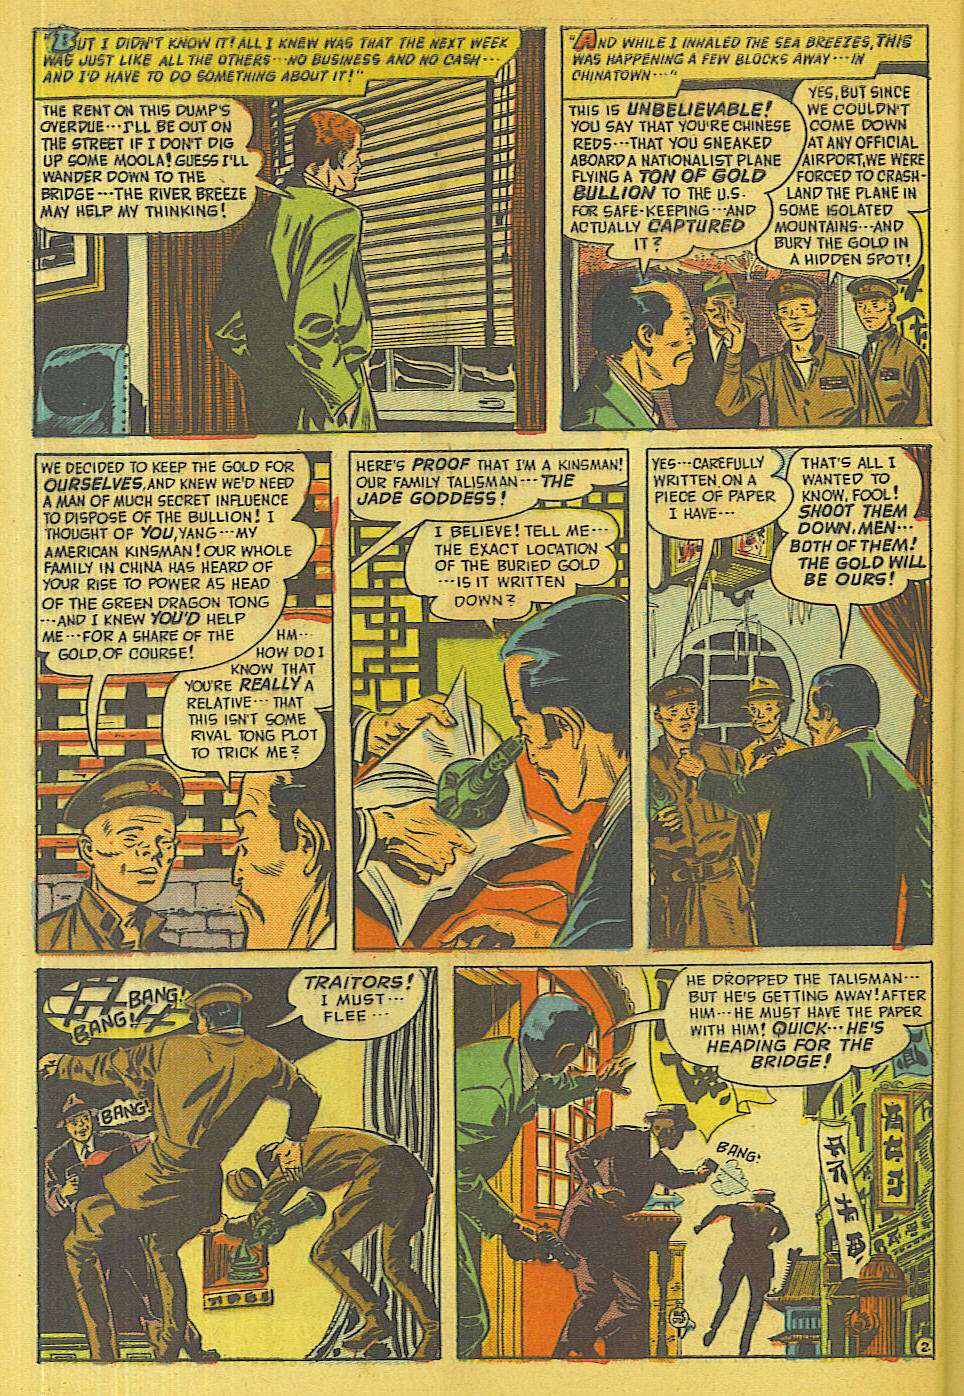 "BUT I DIDN'T KNOW IT! ALL I KNEW WAS THAT THE NEXT WEEK
WAS JUST LIKE ALL THE OTHERS---NO BUSINESS AND NO CASH---
AND I'D HAVE TO DO SOMETHING ABOUT IT!"
THE RENT ON THIS DUMP'S
OVERDUE---I'LL BE OUT ON
THE STREET IF I DON'T DIG
UP SOME MOOLA! GUESS I'LL
WANDER DOWN TO THE
BRIDGE---THE RIVER BREEZE
MAY HELP MY THINKING!
"AND WHILE I INHALED THE SEA BREEZES, THIS
WAS HAPPENING A FEW BLOCKS AWAY---IN
CHINATOWN---"
THIS IS UNBELIEVABLE!
YOU SAY THAT YOU'RE CHINESE
REDS---THAT YOU SNEAKED
ABOARD A NATIONALIST PLANE
FLYING A TON OF GOLD
BULLION TO THE U.S.
FOR SAFE-KEEPING---AND
ACTUALLY CAPTURED
IT?
YES, BUT SINCE
WE COULDN'T
COME DOWN
AT ANY OFFICIAL
AIRPORT, WE WERE
FORCED TO CRASH-
LAND THE PLANE IN
SOME ISOLATED
MOUNTAINS---AND
BURY THE GOLD IN
A HIDDEN SPOT!
WE DECIDED TO KEEP THE GOLD FOR
OURSELVES, AND KNEW WE'D NEED
A MAN OF MUCH SECRET INFLUENCE
TO DISPOSE OF THE BULLION! I
THOUGHT OF YOU, YANG---MY
AMERICAN KINSMAN! OUR WHOLE
FAMILY IN CHINA HAS HEARD OF
YOUR RISE TO POWER AS HEAD
OF THE GREEN DRAGON TONG
---AND I KNEW YOU'D HELP
ME---FOR A SHARE OF THE
GOLD, OF COURSE!
HM---
HOW DO I
KNOW THAT
YOU'RE REALLY A
RELATIVE---THAT
THIS ISN'T SOME
RIVAL TONG PLOT
TO TRICK ME?
HERE'S PROOF THAT I'M A KINSMAN!
OUR FAMILY TALISMAN---THE
JADE GODDESS!
I BELIEVE! TELL ME---
THE EXACT LOCATION
OF THE BURIED GOLD
---IS IT WRITTEN
DOWN?
YES---CAREFULLY
WRITTEN ON A
PIECE OF PAPER
I HAVE---
THAT'S ALL I
WANTED TO
KNOW, FOOL!
SHOOT THEM
DOWN, MEN---
BOTH OF THEM!
THE GOLD WILL
BE OURS!
BANG!
BANG!
BANG!
TRAITORS!
I MUST---
FLEE---
HE DROPPED THE TALISMAN---
BUT HE'S GETTING AWAY! AFTER
HIM---HE MUST HAVE THE PAPER
WITH HIM! QUICK---HE'S
HEADING FOR THE
BRIDGE!
BANG!
2